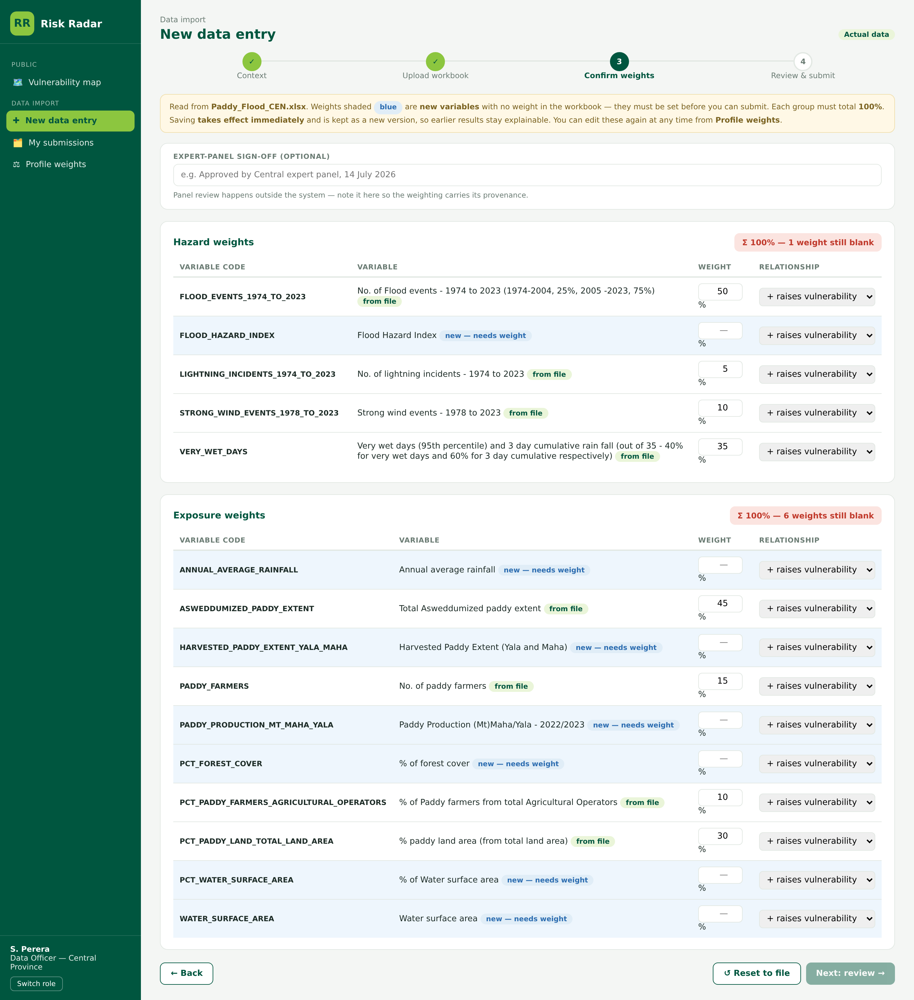 RR Risk Radar
PUBLIC
Vulnerability map
DATA IMPORT
+ New data entry
My submissions
Profile weights
S. Perera
Data Officer — Central
Province
Switch role
Data import
New data entry
Actual data
✓ ✓ 3 4
Context Upload workbook Confirm weights Review & submit
Read from Paddy_Flood_CEN.xlsx. Weights shaded blue are new variables with no weight in the workbook — they must be set before you can submit. Each group must total 100%.
Saving takes effect immediately and is kept as a new version, so earlier results stay explainable. You can edit these again at any time from Profile weights.
EXPERT-PANEL SIGN-OFF (OPTIONAL)
e.g. Approved by Central expert panel, 14 July 2026
Panel review happens outside the system — note it here so the weighting carries its provenance.
Hazard weights Σ 100% — 1 weight still blank
VARIABLE CODE VARIABLE WEIGHT RELATIONSHIP
FLOOD_EVENTS_1974_TO_2023 No. of Flood events - 1974 to 2023 (1974-2004, 25%, 2005 -2023, 75%) 50 + raises vulnerability
from file %
FLOOD_HAZARD_INDEX Flood Hazard Index new — needs weight — + raises vulnerability
%
LIGHTNING_INCIDENTS_1974_TO_2023 No. of lightning incidents - 1974 to 2023 from file 5 + raises vulnerability
%
STRONG_WIND_EVENTS_1978_TO_2023 Strong wind events - 1978 to 2023 from file 10 + raises vulnerability
%
VERY_WET_DAYS Very wet days (95th percentile) and 3 day cumulative rain fall (out of 35 - 40% 35 + raises vulnerability
for very wet days and 60% for 3 day cumulative respectively) from file %
Exposure weights Σ 100% — 6 weights still blank
VARIABLE CODE VARIABLE WEIGHT RELATIONSHIP
ANNUAL_AVERAGE_RAINFALL Annual average rainfall new — needs weight — + raises vulnerability
%
ASWEDDUMIZED_PADDY_EXTENT Total Asweddumized paddy extent from file 45 + raises vulnerability
%
HARVESTED_PADDY_EXTENT_YALA_MAHA Harvested Paddy Extent (Yala and Maha) new — needs weight — + raises vulnerability
%
PADDY_FARMERS No. of paddy farmers from file 15 + raises vulnerability
%
PADDY_PRODUCTION_MT_MAHA_YALA Paddy Production (Mt)Maha/Yala - 2022/2023 new — needs weight — + raises vulnerability
%
PCT_FOREST_COVER % of forest cover new — needs weight — + raises vulnerability
%
PCT_PADDY_FARMERS_AGRICULTURAL_OPERATORS % of Paddy farmers from total Agricultural Operators from file 10 + raises vulnerability
%
PCT_PADDY_LAND_TOTAL_LAND_AREA % paddy land area (from total land area) from file 30 + raises vulnerability
%
PCT_WATER_SURFACE_AREA % of Water surface area new — needs weight — + raises vulnerability
%
WATER_SURFACE_AREA Water surface area new — needs weight — + raises vulnerability
%
← Back ↺ Reset to file Next: review →